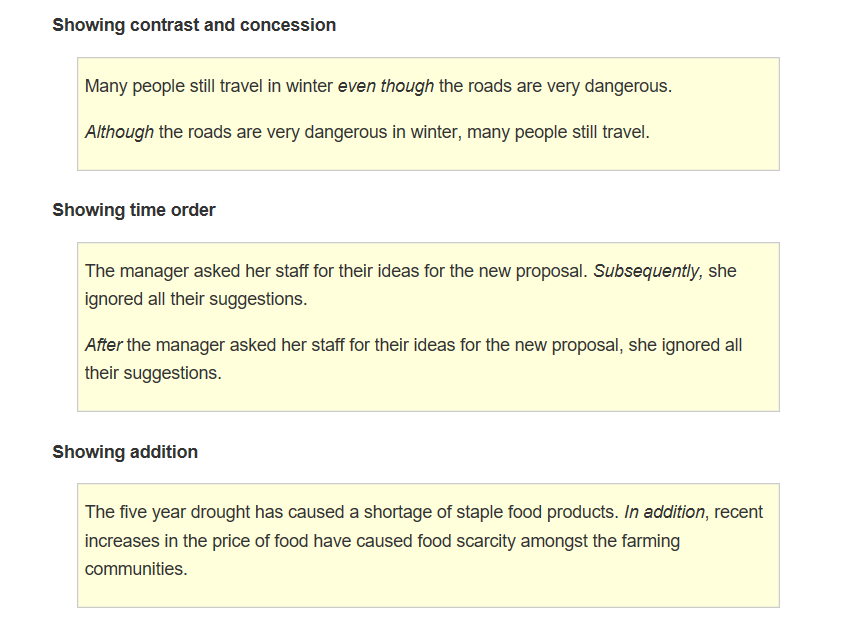 Showing contrast and concession
Many people still travel in winter even though the roads are very dangerous.
Although the roads are very dangerous in winter, many people still travel.
Showing time order
The manager asked her staff for their ideas for the new proposal. Subsequently, she
ignored all their suggestions.
After the manager asked her staff for their ideas for the new proposal, she ignored all
their suggestions.
Showing addition
The five year drought has caused a shortage of staple food products. In addition, recent
increases in the price of food have caused food scarcity amongst the farming
communities.